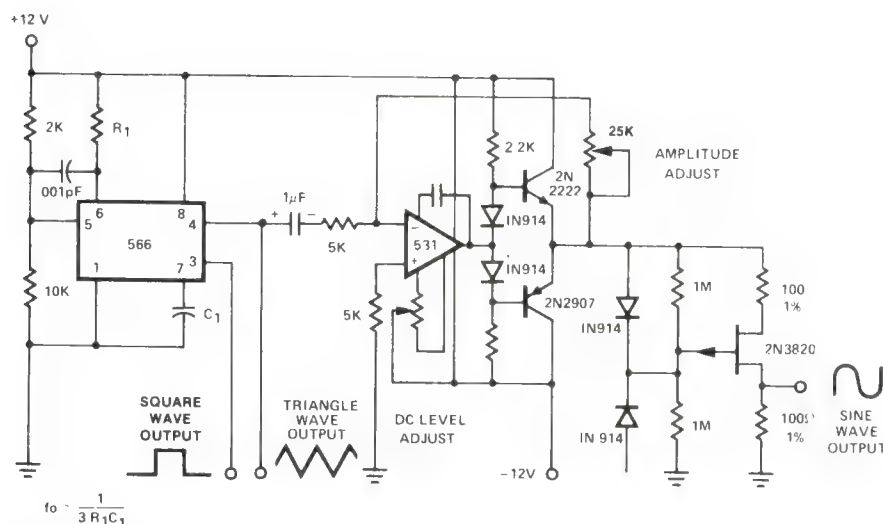 +12 V
2K
R1
001pF
6
8
5
4
566
3
1
7
10K
C1
1μF
+
−
5K
−
531
+
5K
2 2K
2N
2222
IN914
IN914
2N2907
25K
AMPLITUDE
ADJUST
IN914
1M
100
1%
2N3820
IN 914
1M
100Ω
1%
SINE
WAVE
OUTPUT
SQUARE
WAVE
OUTPUT
TRIANGLE
WAVE
OUTPUT
DC LEVEL
ADJUST
−12V
fo ~ 1
3 R1C1